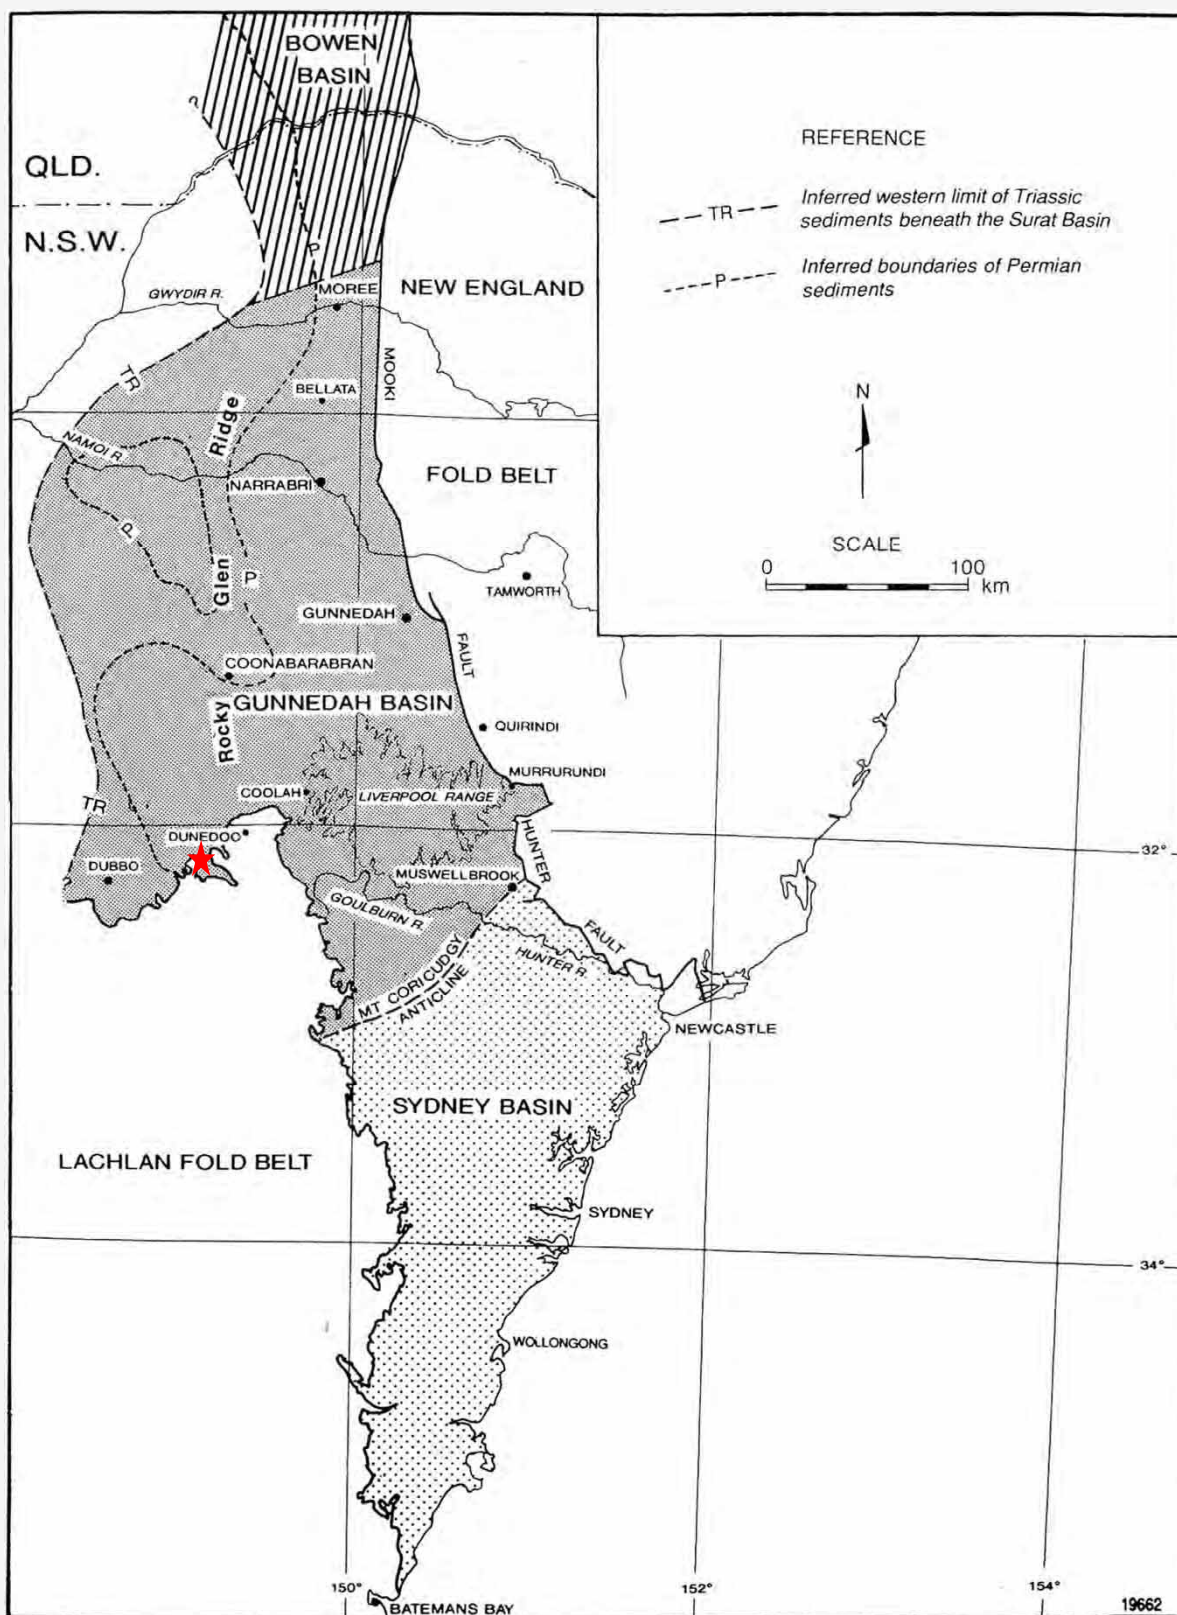 BOWEN
BASIN
QLD.
N.S.W.
REFERENCE
TR
Inferred western limit of Triassic
sediments beneath the Surat Basin
P
Inferred boundaries of Permian
sediments
N
SCALE
0 100
km
P
GWYDIR R.
MOREE
NEW ENGLAND
MOOKI
TR
BELLATA
Ridge
NAMOI R.
NARRABRI
FOLD BELT
P
Glen
P
TR
TAMWORTH
GUNNEDAH
FAULT
COONABARABRAN
GUNNEDAH BASIN
Rocky
QUIRINDI
MURRURUNDI
COOLAH
LIVERPOOL RANGE
TR
DUNEDOO
HUNTER
32°
DUBBO
MUSWELLBROOK
GOULBURN R.
FAULT
HUNTER R.
MT CORICUDGY
ANTICLINE
NEWCASTLE
SYDNEY BASIN
LACHLAN FOLD BELT
SYDNEY
34°
WOLLONGONG
150°
152°
154°
BATEMANS BAY
19662